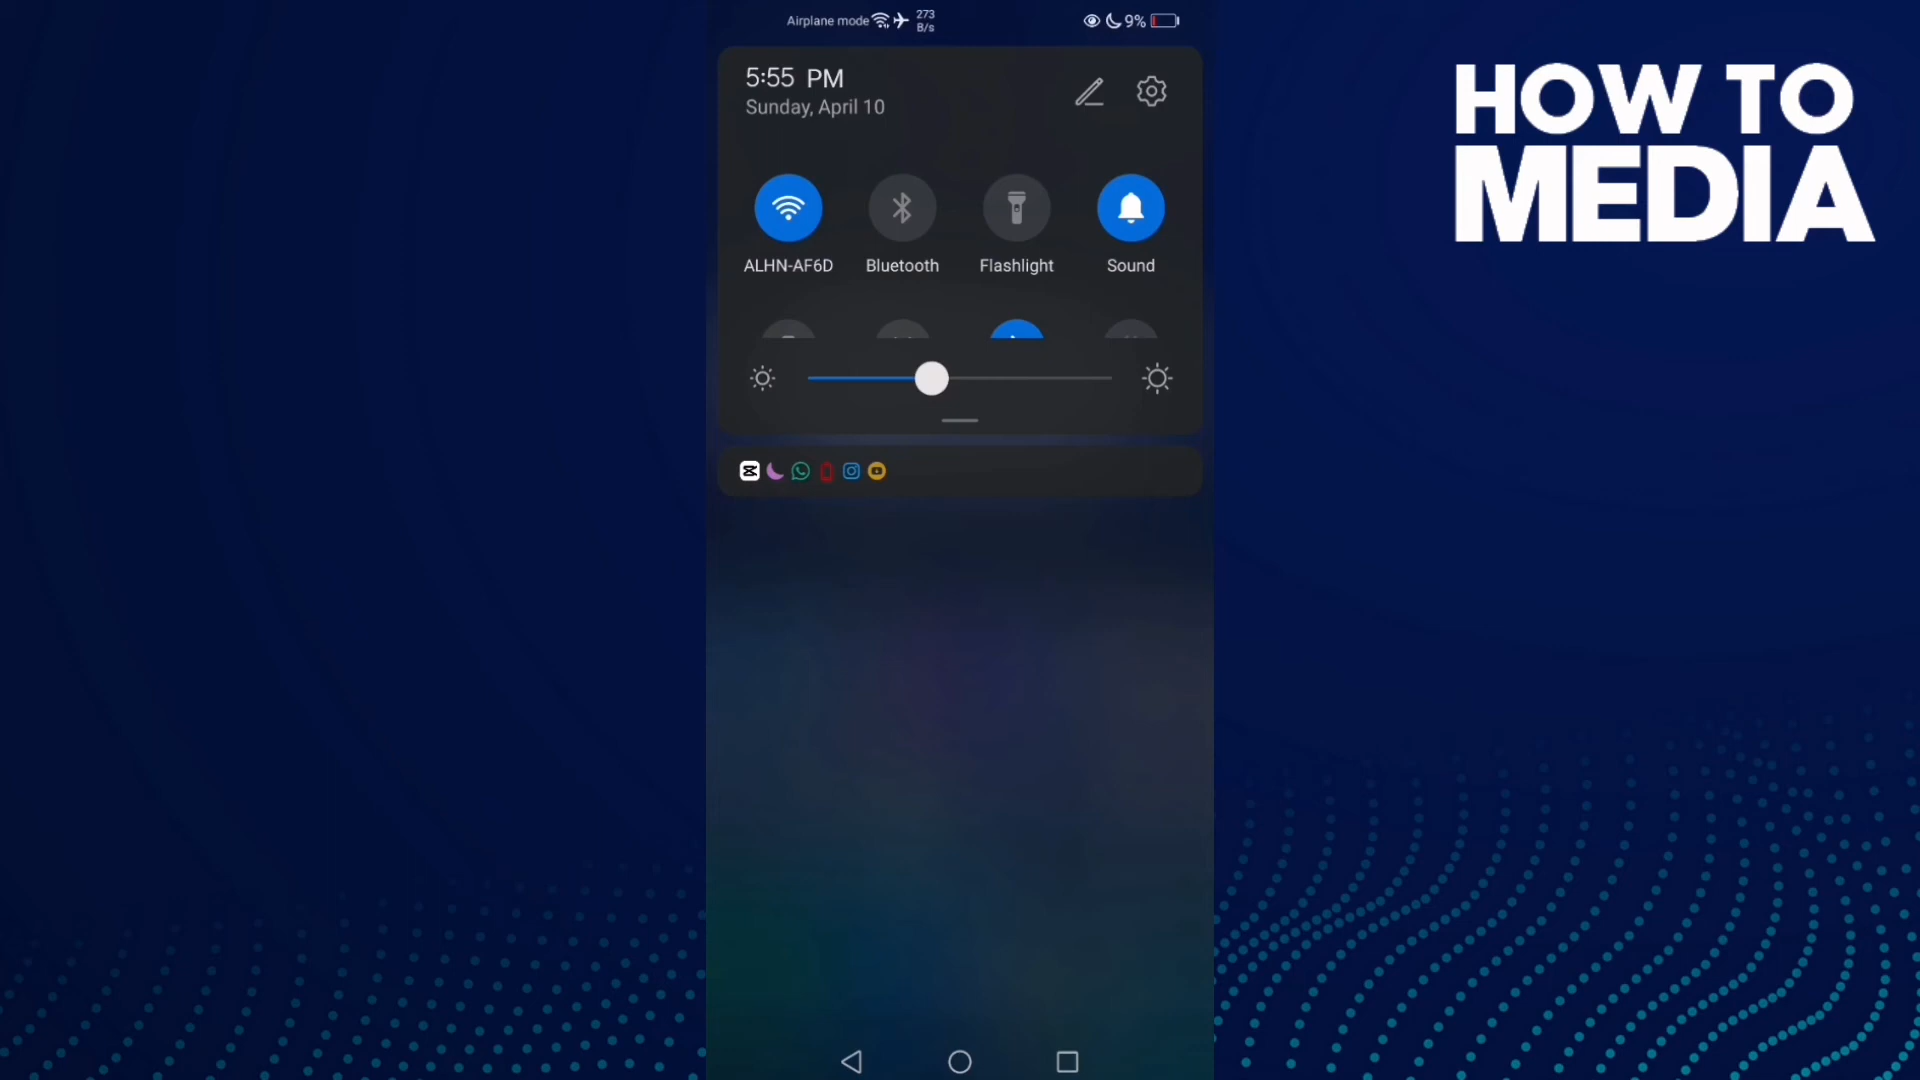 Airplane mode 273 B/s 9%
5:55 PM
Sunday, April 10
ALHN-AF6D Bluetooth Flashlight Sound
HOW TO
MEDIA